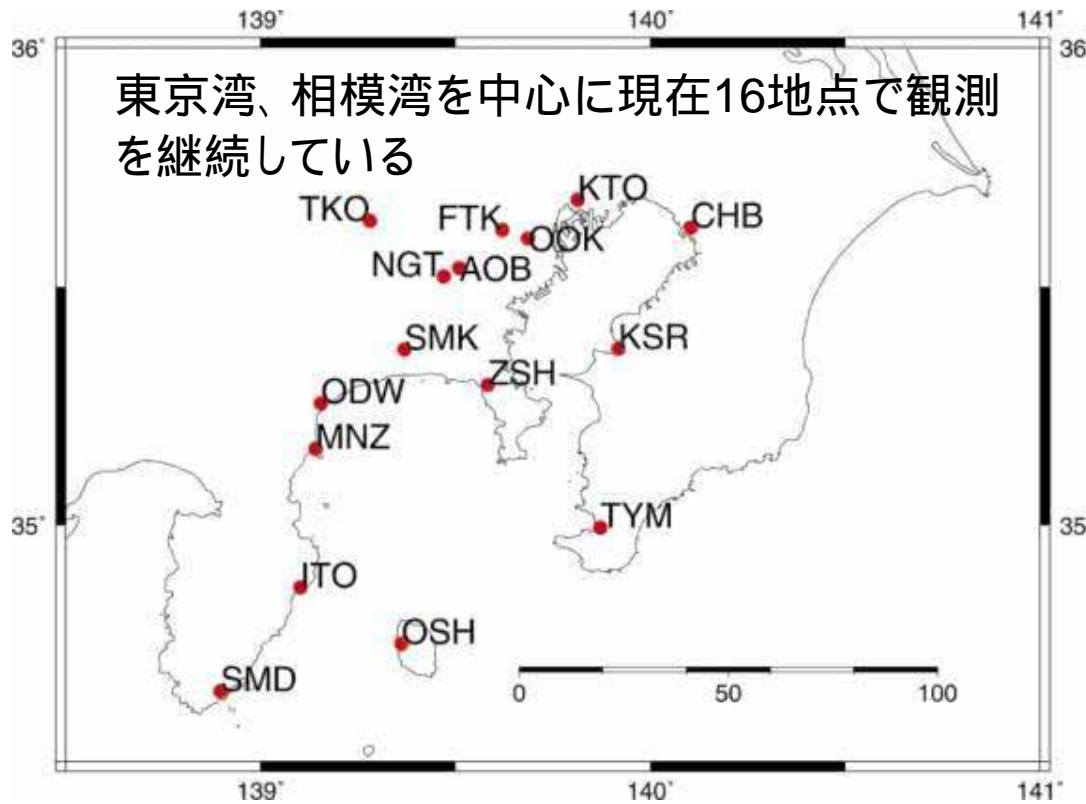 139° 140° 141°
36° 36
東京湾、相模湾を中心に現在16地点で観測
を継続している
KTO
TKO
FTK
CHB
OOK
NGT
AOB
SMK
KSR
ZSH
ODW
MNZ
35° 35
TYM
ITO
OSH
SMD
0 50 100
139° 140° 141°